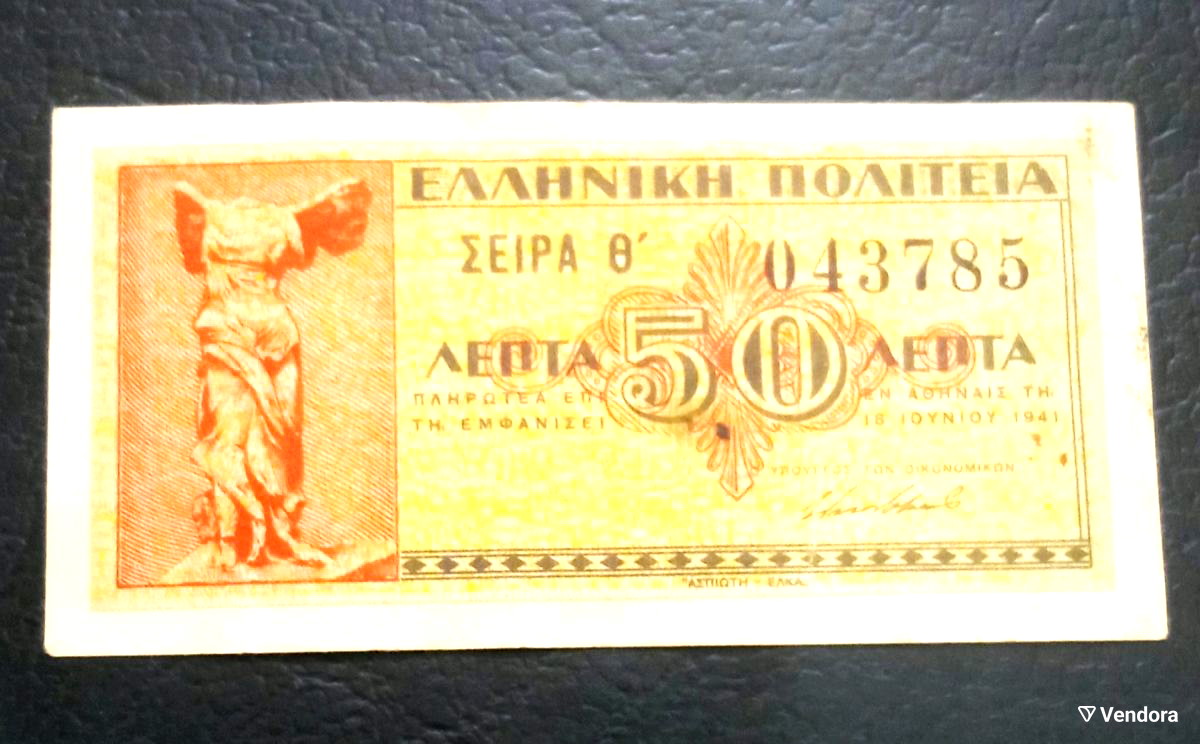 ΕΛΛΗΝΙΚΗ ΠΟΛΙΤΕΙΑ
ΣΕΙΡΑ Θ΄ 043785
ΛΕΠΤΑ 50 ΛΕΠΤΑ
ΠΛΗΡΩΤΕΑ ΕΠΙ ΕΝ ΑΘΗΝΑΙΣ ΤΗ
ΤΗ ΕΜΦΑΝΙΣΕΙ 18 ΙΟΥΝΙΟΥ 1941
ΥΠΟΥΡΓΟΣ ΤΩΝ ΟΙΚΟΝΟΜΙΚΩΝ
"ΑΣΠΙΩΤΗ - ΕΛΚΑ"
Vendora